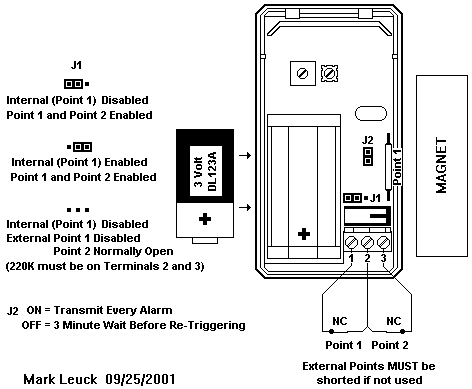 J1
Internal (Point 1) Disabled
Point 1 and Point 2 Enabled
Internal (Point 1) Enabled
Point 1 and Point 2 Enabled
Internal (Point 1) Disabled
External Point 1 Disabled
Point 2 Normally Open
(220K must be on Terminals 2 and 3)
J2 ON = Transmit Every Alarm
OFF = 3 Minute Wait Before Re-Triggering
Mark Leuck 09/25/2001
3 Volt
DL123A
+
+
J2
Point 1
J1
MAGNET
1 2 3
NC NC
Point 1 Point 2
External Points MUST be
shorted if not used